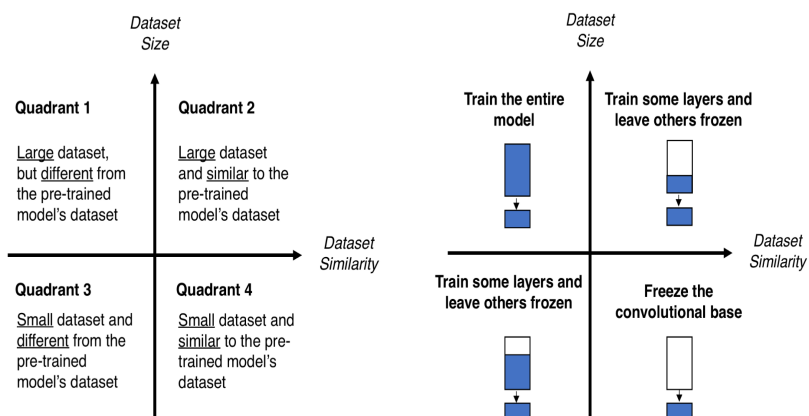 Dataset
Size
Quadrant 1
Large dataset,
but different from
the pre-trained
model's dataset
Quadrant 2
Large dataset
and similar to the
pre-trained
model's dataset
Dataset
Similarity
Quadrant 3
Small dataset and
different from the
pre-trained
model's dataset
Quadrant 4
Small dataset and
similar to the pre-
trained model's
dataset
Dataset
Size
Train the entire
model
Train some layers and
leave others frozen
Dataset
Similarity
Train some layers and
leave others frozen
Freeze the
convolutional base